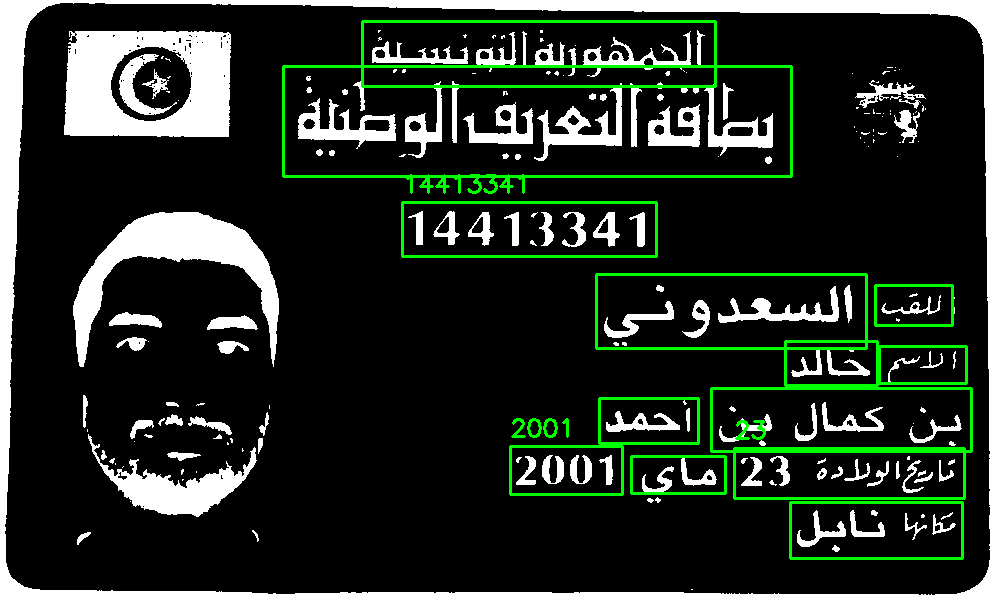 الجمهورية التونسية
بطاقة التعريف الوطنية
14413341
14413341
اللقب السعدوني
الاسم خالد
بن كمال بن أحمد
23
2001
تاريخ الولادة 23 ماي 2001
مكانها نابل